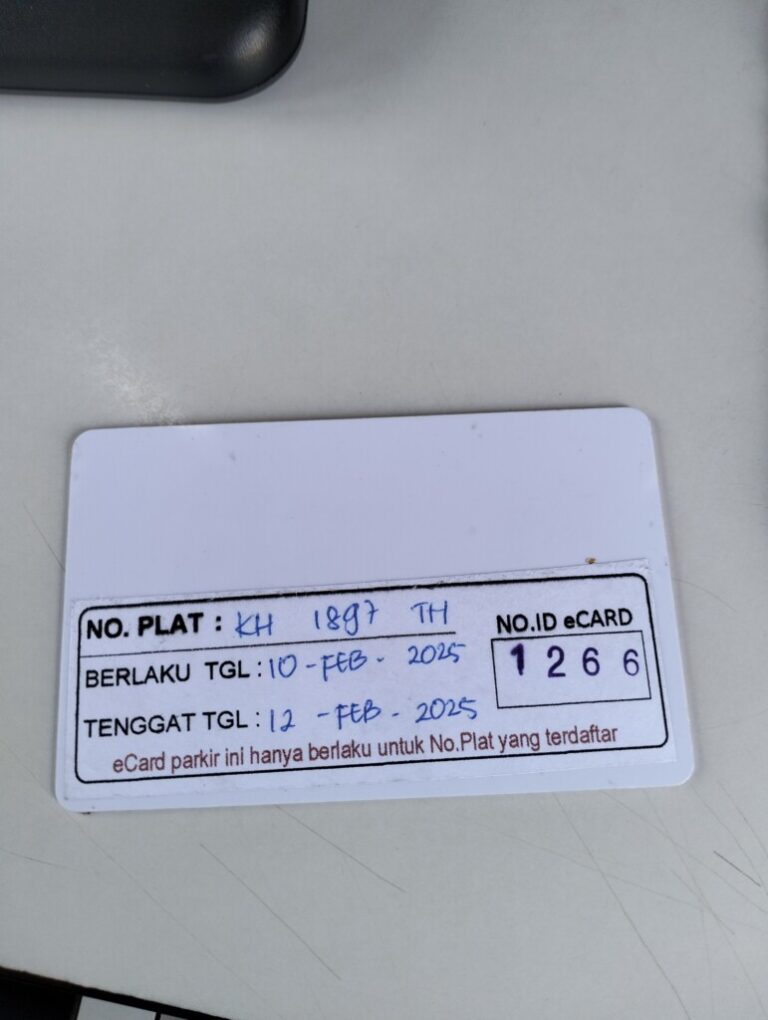 NO. PLAT : KH 1897 TH
BERLAKU TGL : 10 - FEB - 2025
TENGGAT TGL : 12 - FEB - 2025
NO.ID eCARD
1266
eCard parkir ini hanya berlaku untuk No.Plat yang terdaftar